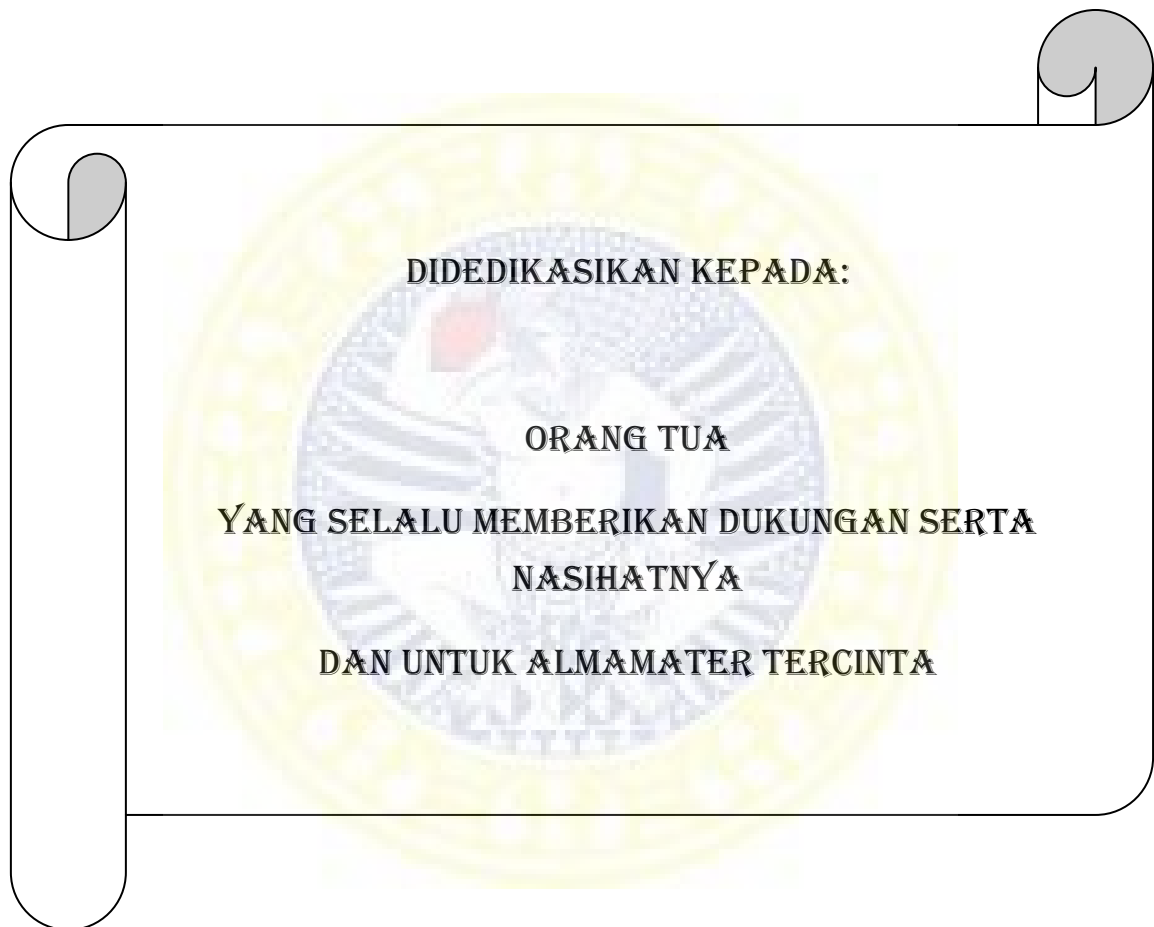 DIDEDIKASIKAN KEPADA:
ORANG TUA
YANG SELALU MEMBERIKAN DUKUNGAN SERTA
NASIHATNYA
DAN UNTUK ALMAMATER TERCINTA